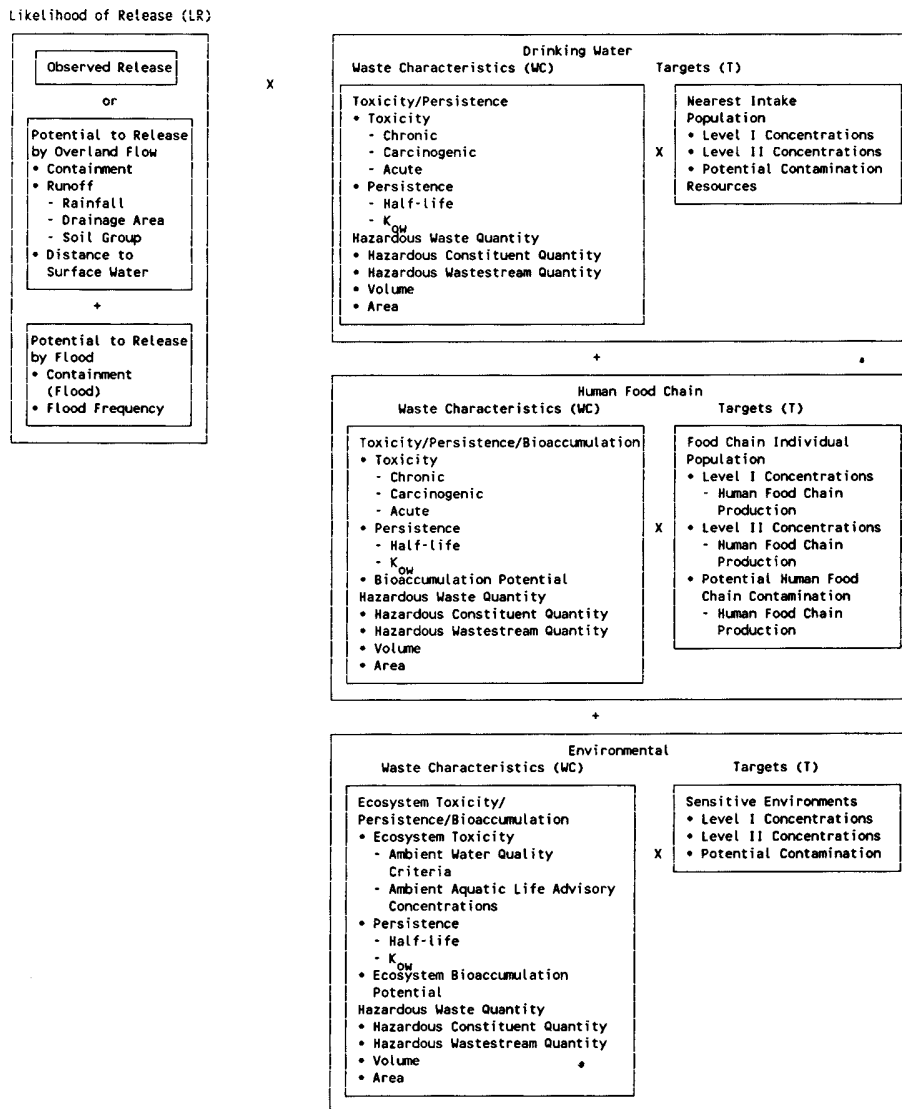 Likelihood of Release (LR)
Observed Release
or
Potential to Release
by Overland Flow
• Containment
• Runoff
- Rainfall
- Drainage Area
- Soil Group
• Distance to
Surface Water
+
Potential to Release
by Flood
• Containment
(Flood)
• Flood Frequency
X
Drinking Water
Waste Characteristics (WC)
Toxicity/Persistence
• Toxicity
- Chronic
- Carcinogenic
- Acute
• Persistence
- Half-life
- Kow
Hazardous Waste Quantity
• Hazardous Constituent Quantity
• Hazardous Wastestream Quantity
• Volume
• Area
X
Targets (T)
Nearest Intake
Population
• Level I Concentrations
• Level II Concentrations
• Potential Contamination
Resources
+
Human Food Chain
Waste Characteristics (WC)
Toxicity/Persistence/Bioaccumulation
• Toxicity
- Chronic
- Carcinogenic
- Acute
• Persistence
- Half-life
- Kow
• Bioaccumulation Potential
Hazardous Waste Quantity
• Hazardous Constituent Quantity
• Hazardous Wastestream Quantity
• Volume
• Area
X
Targets (T)
Food Chain Individual
Population
• Level I Concentrations
- Human Food Chain
Production
• Level II Concentrations
- Human Food Chain
Production
• Potential Human Food
Chain Contamination
- Human Food Chain
Production
+
Environmental
Waste Characteristics (WC)
Ecosystem Toxicity/
Persistence/Bioaccumulation
• Ecosystem Toxicity
- Ambient Water Quality
Criteria
- Ambient Aquatic Life Advisory
Concentrations
• Persistence
- Half-life
- Kow
• Ecosystem Bioaccumulation
Potential
Hazardous Waste Quantity
• Hazardous Constituent Quantity
• Hazardous Wastestream Quantity
• Volume
• Area
X
Targets (T)
Sensitive Environments
• Level I Concentrations
• Level II Concentrations
• Potential Contamination